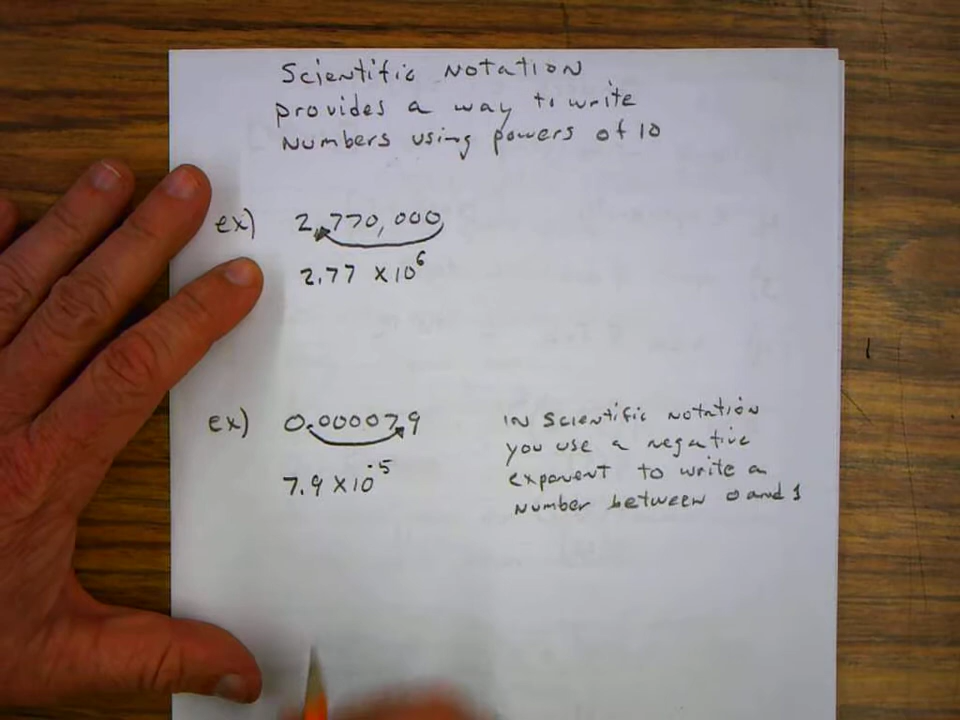 Scientific Notation
provides a way to write
Numbers using powers of 10
ex) 2,770,000
2.77 x 10⁶
ex) 0.000079
7.9 x 10⁻⁵
In Scientific Notation
you use a negative
exponent to write a
Number between 0 and 1